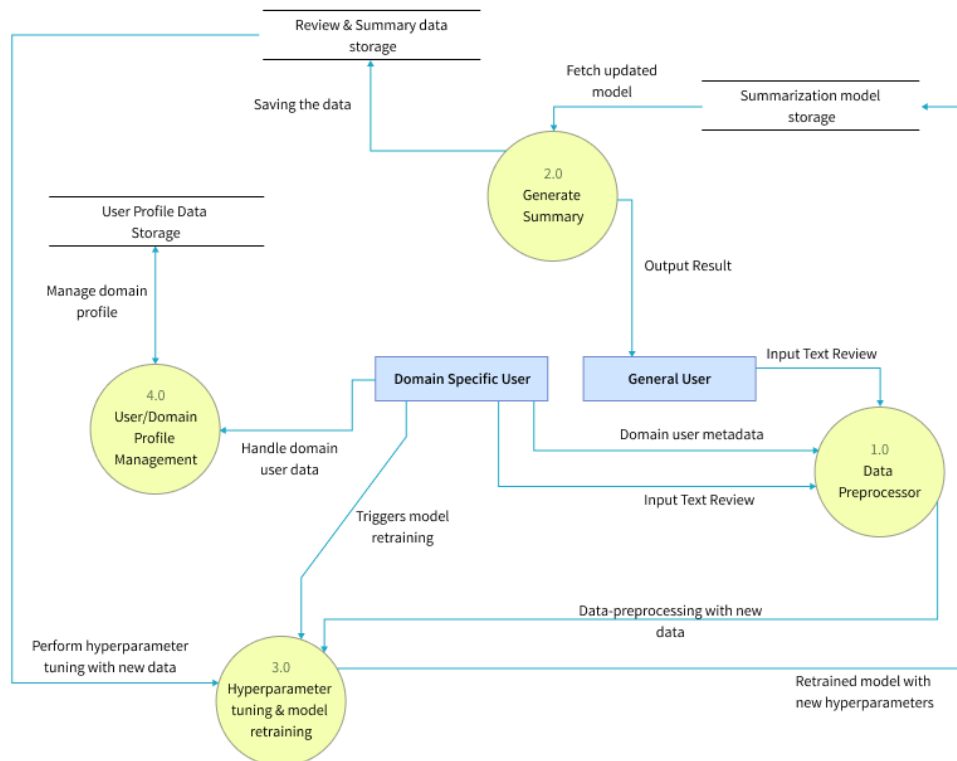 Review & Summary data
storage
Fetch updated
model
Saving the data
Summarization model
storage
2.0
Generate
Summary
User Profile Data
Storage
Output Result
Manage domain
profile
Input Text Review
Domain Specific User
General User
4.0
User/Domain
Profile
Management
Handle domain
user data
Domain user metadata
1.0
Data
Preprocessor
Input Text Review
Triggers model
retraining
Data-preprocessing with new
data
Perform hyperparameter
tuning with new data
3.0
Hyperparameter
tuning & model
retraining
Retrained model with
new hyperparameters